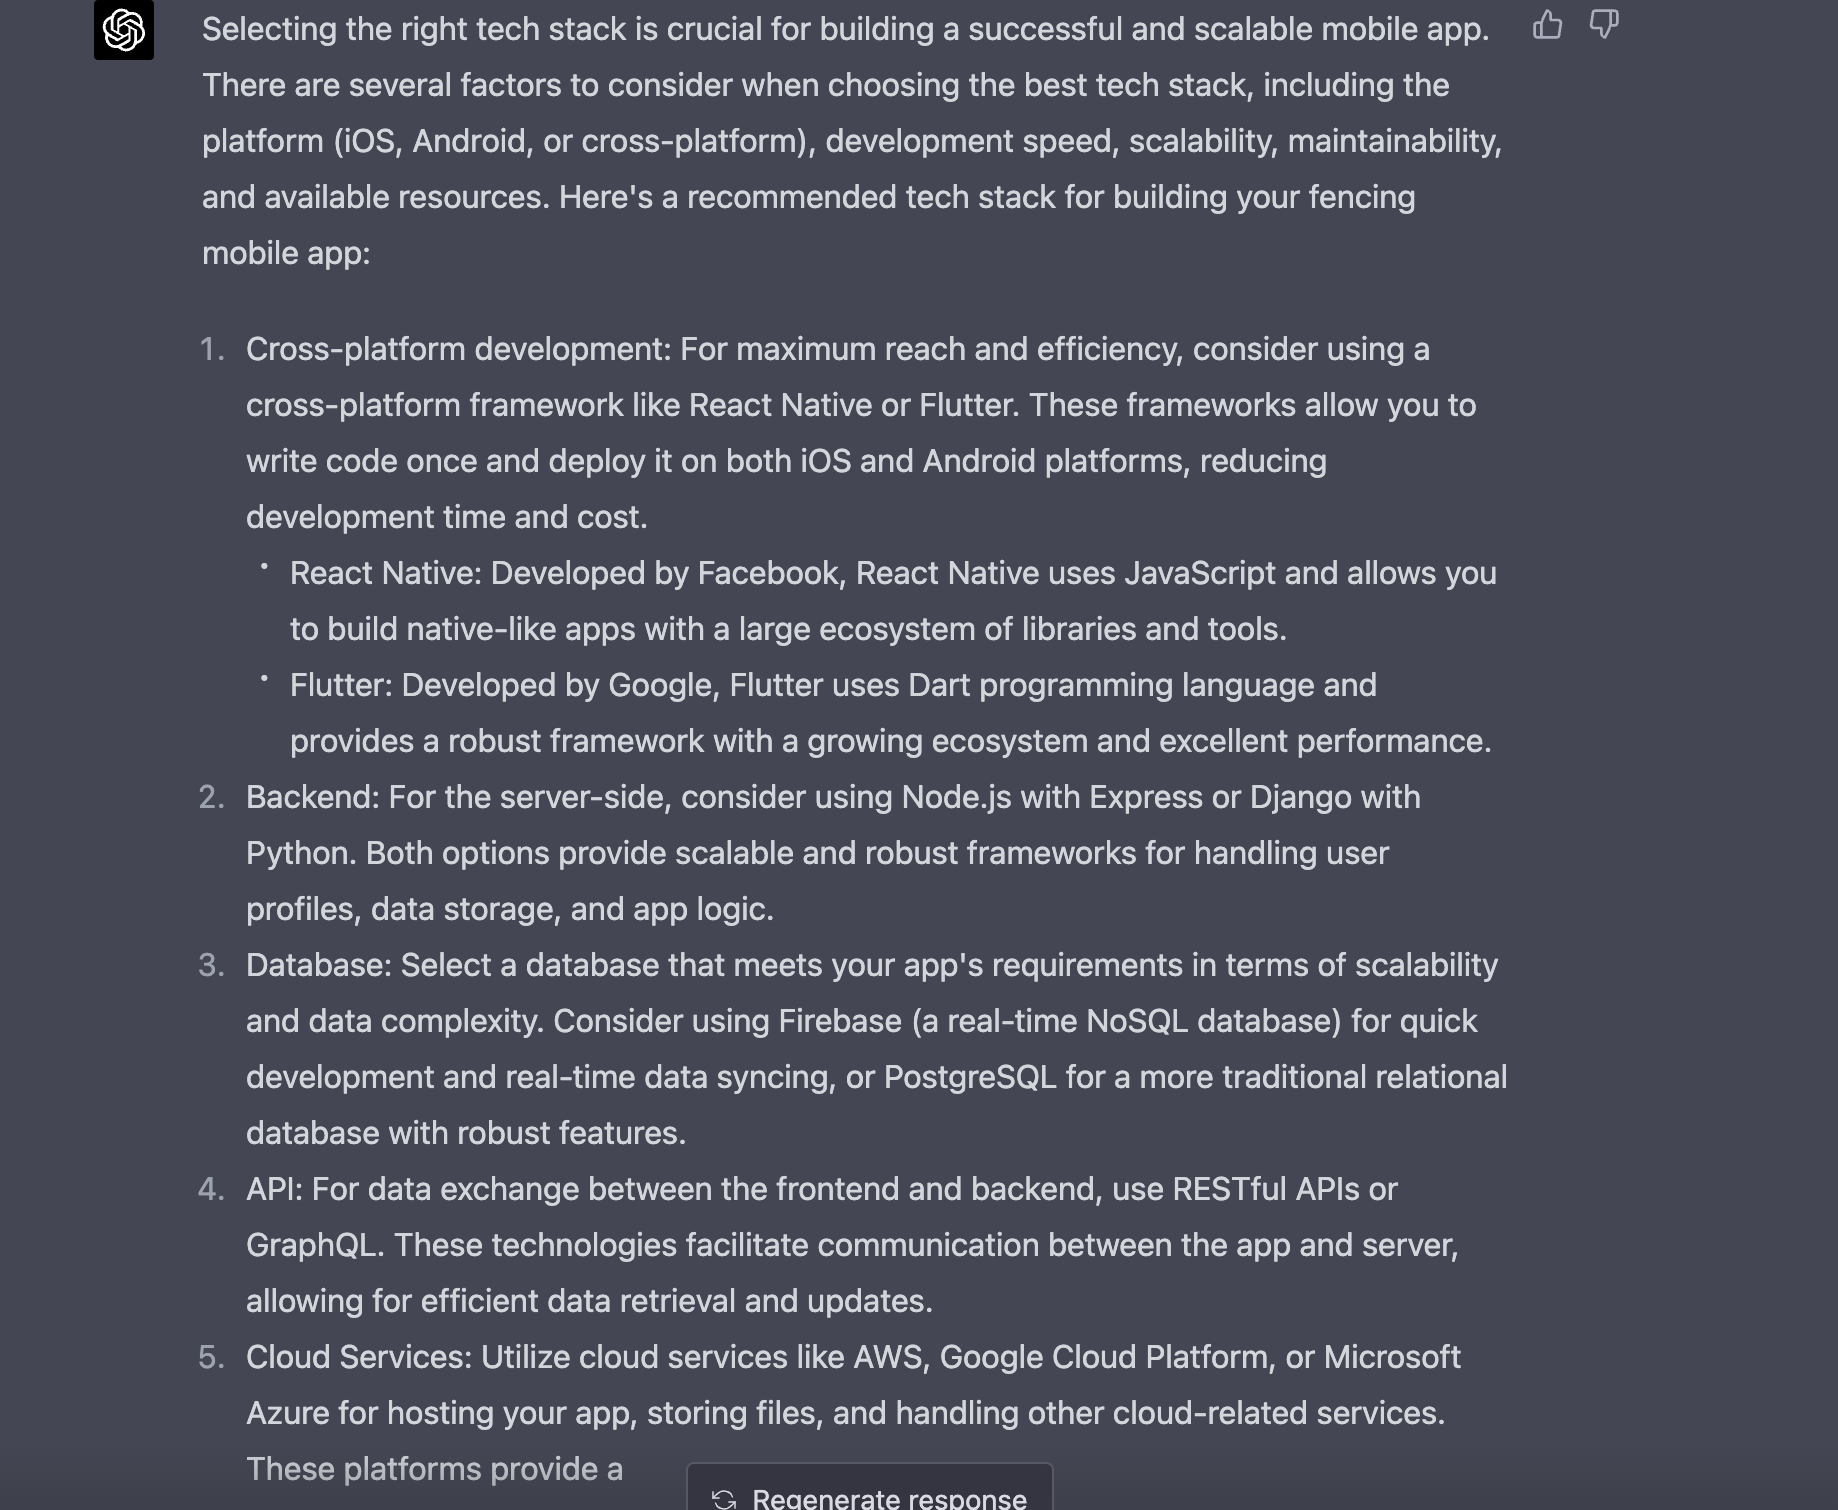 Selecting the right tech stack is crucial for building a successful and scalable mobile app.
There are several factors to consider when choosing the best tech stack, including the
platform (iOS, Android, or cross-platform), development speed, scalability, maintainability,
and available resources. Here's a recommended tech stack for building your fencing
mobile app:
1. Cross-platform development: For maximum reach and efficiency, consider using a
cross-platform framework like React Native or Flutter. These frameworks allow you to
write code once and deploy it on both iOS and Android platforms, reducing
development time and cost.
• React Native: Developed by Facebook, React Native uses JavaScript and allows you
to build native-like apps with a large ecosystem of libraries and tools.
• Flutter: Developed by Google, Flutter uses Dart programming language and
provides a robust framework with a growing ecosystem and excellent performance.
2. Backend: For the server-side, consider using Node.js with Express or Django with
Python. Both options provide scalable and robust frameworks for handling user
profiles, data storage, and app logic.
3. Database: Select a database that meets your app's requirements in terms of scalability
and data complexity. Consider using Firebase (a real-time NoSQL database) for quick
development and real-time data syncing, or PostgreSQL for a more traditional relational
database with robust features.
4. API: For data exchange between the frontend and backend, use RESTful APIs or
GraphQL. These technologies facilitate communication between the app and server,
allowing for efficient data retrieval and updates.
5. Cloud Services: Utilize cloud services like AWS, Google Cloud Platform, or Microsoft
Azure for hosting your app, storing files, and handling other cloud-related services.
These platforms provide a
Regenerate response